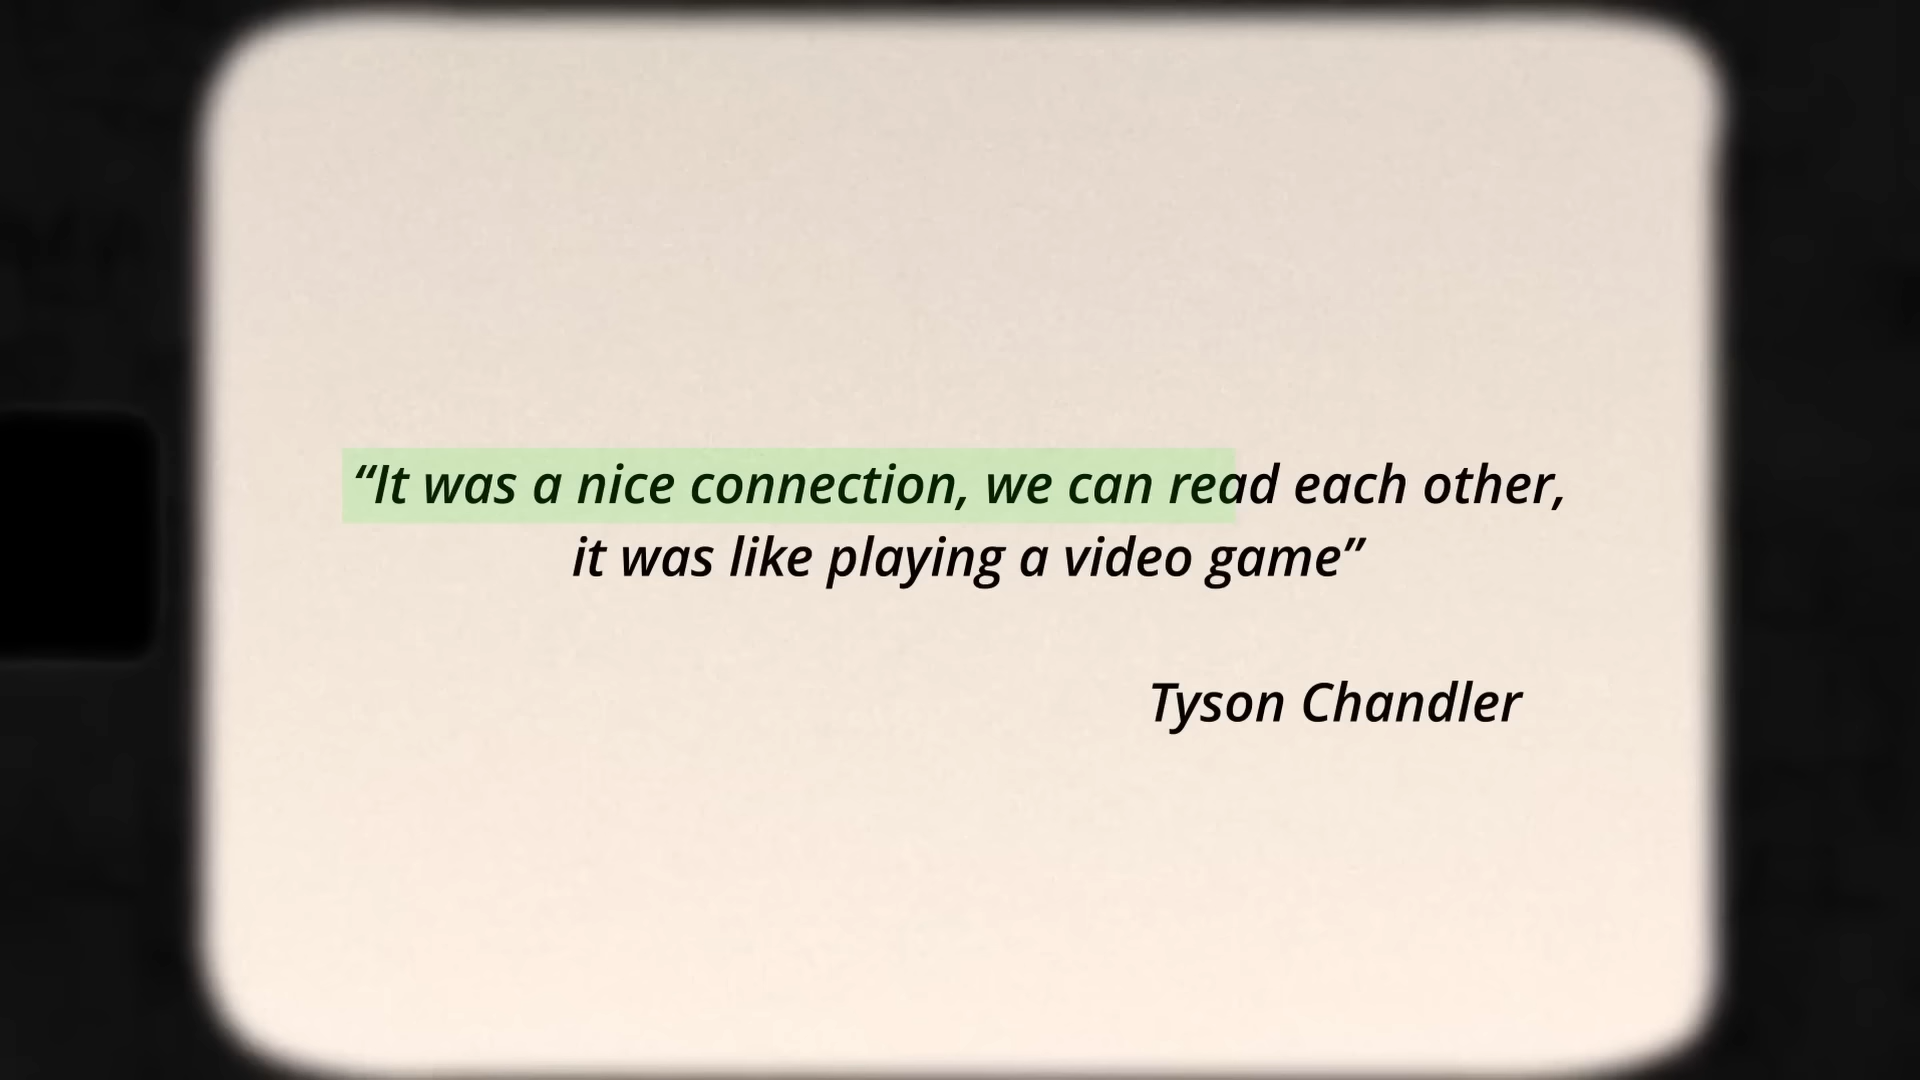 “It was a nice connection, we can read each other,
it was like playing a video game”
Tyson Chandler